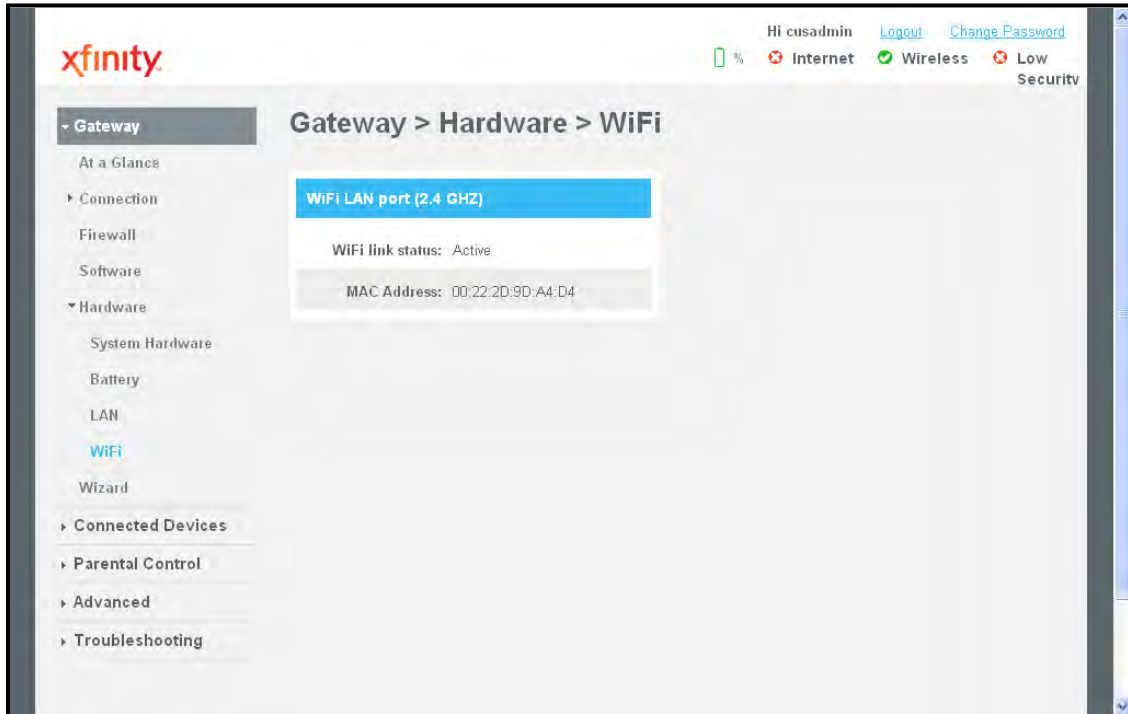 xfinity
Hi cusadmin Logout Change Password
% Internet Wireless Low Security
Gateway
At a Glance
Connection
Firewall
Software
Hardware
System Hardware
Battery
LAN
WiFi
Wizard
Connected Devices
Parental Control
Advanced
Troubleshooting
Gateway > Hardware > WiFi
WiFi LAN port (2.4 GHZ)
WiFi link status: Active
MAC Address: 00:22:2D:9D:A4:D4